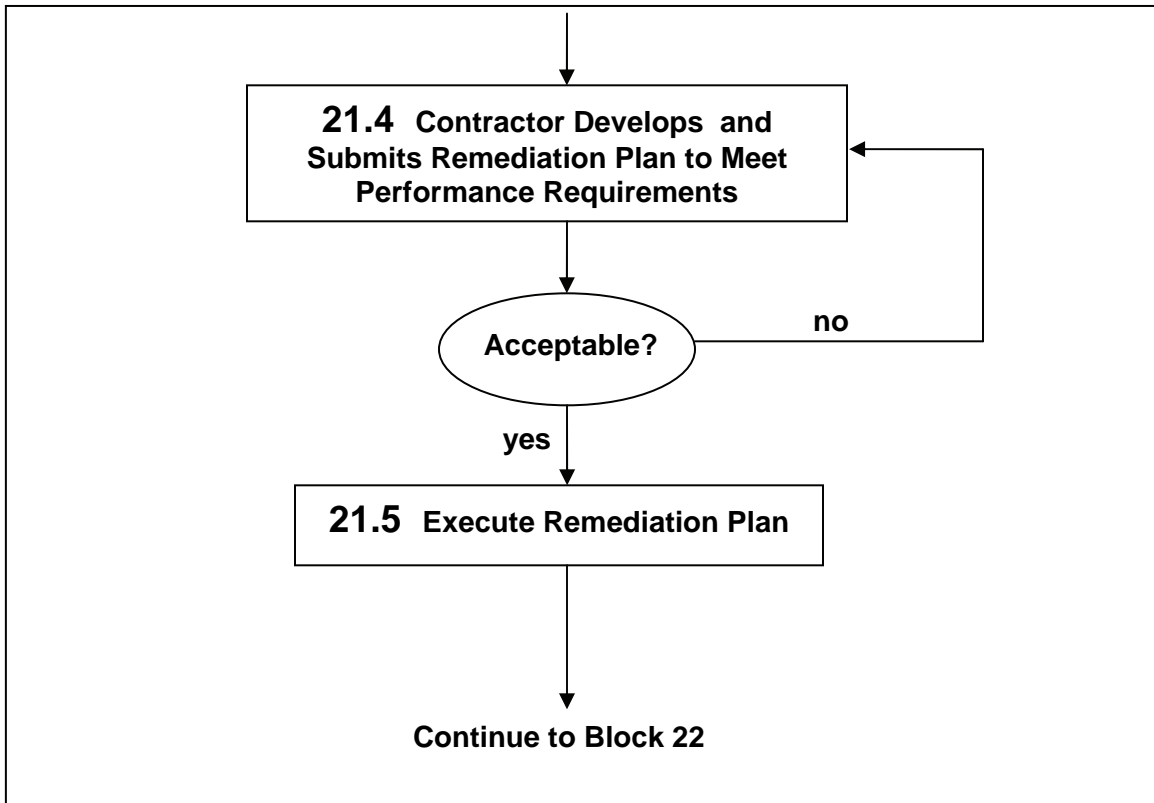 21.4 Contractor Develops and
Submits Remediation Plan to Meet
Performance Requirements
Acceptable?
no
yes
21.5 Execute Remediation Plan
Continue to Block 22